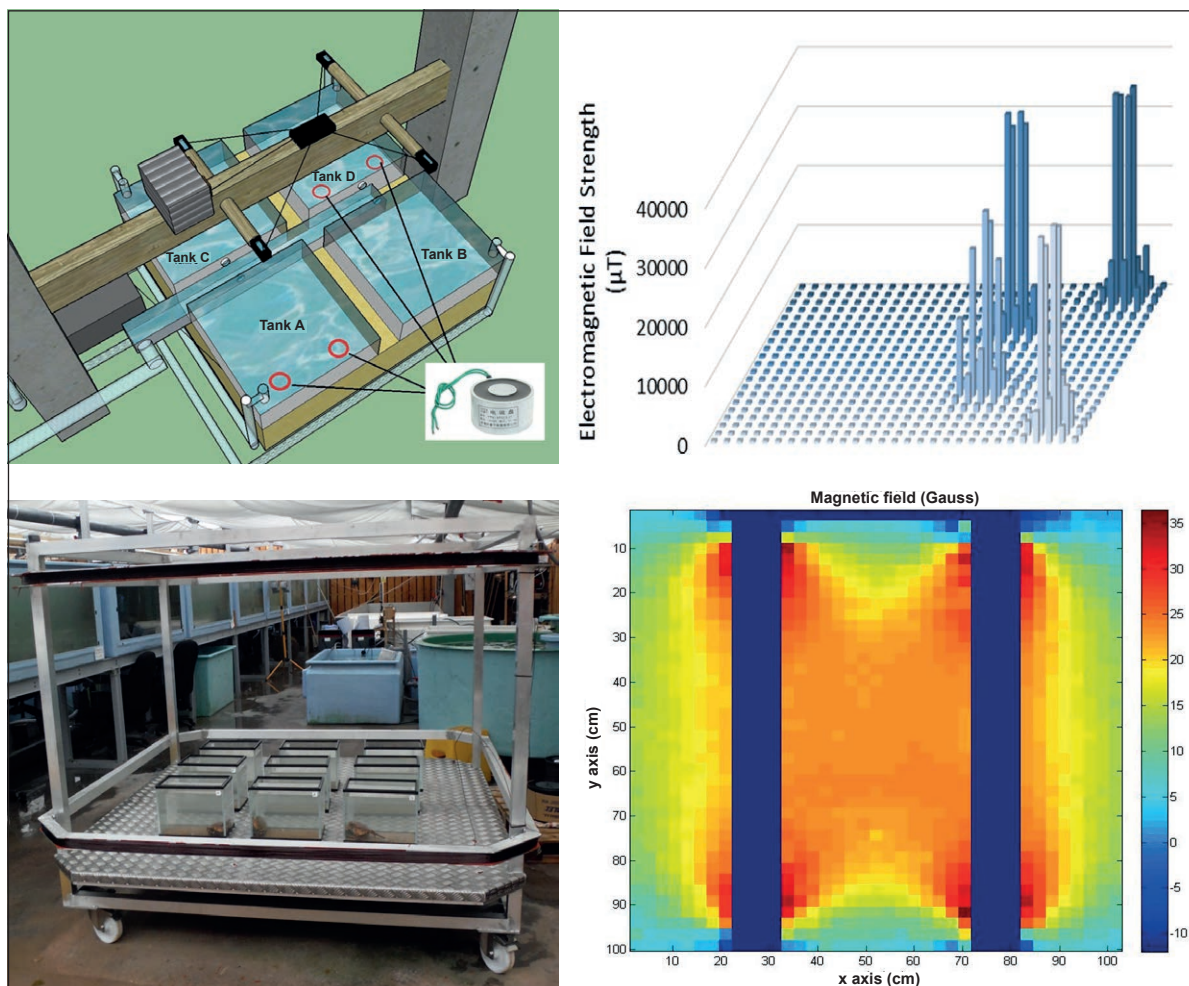 Tank D
Tank C
Tank B
Tank A
Electromagnetic Field Strength
(µT)
40000
30000
20000
10000
0
Magnetic field (Gauss)
y axis (cm)
10
20
30
40
50
60
70
80
90
100
10 20 30 40 50 60 70 80 90 100
x axis (cm)
35
30
25
20
15
10
5
0
-5
-10